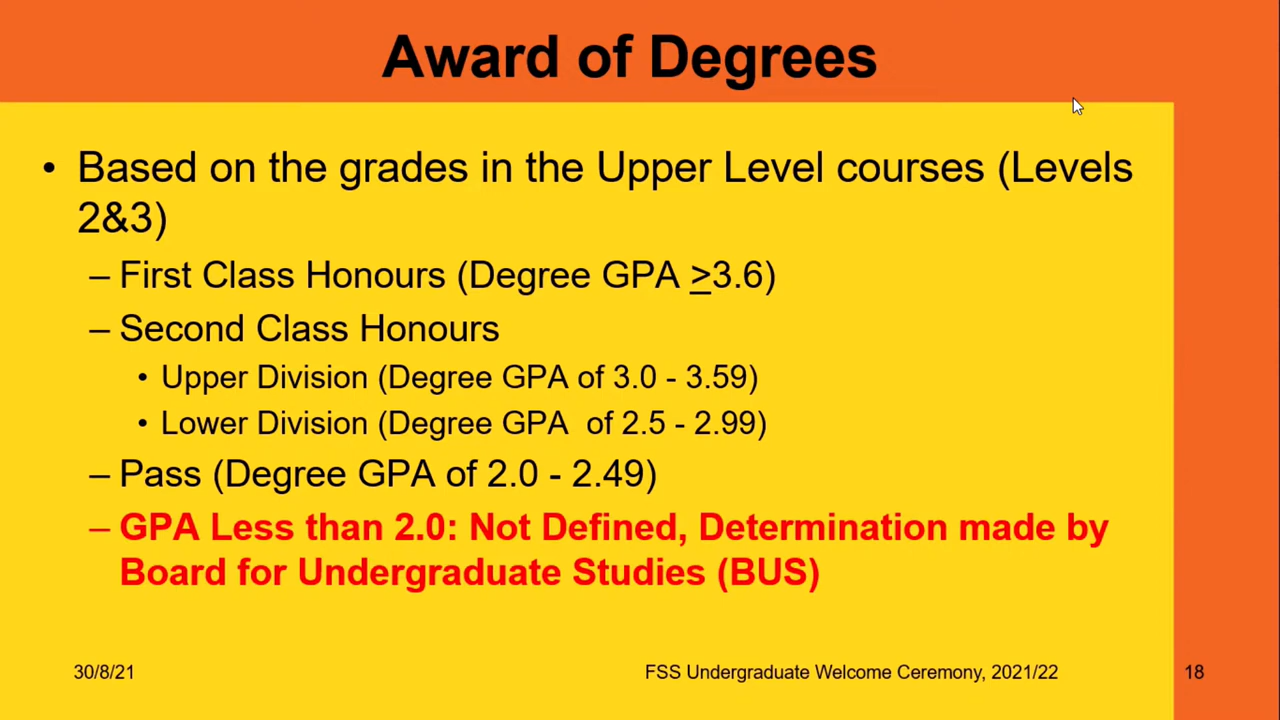 Award of Degrees
• Based on the grades in the Upper Level courses (Levels
2&3)
– First Class Honours (Degree GPA ≥3.6)
– Second Class Honours
• Upper Division (Degree GPA of 3.0 - 3.59)
• Lower Division (Degree GPA  of 2.5 - 2.99)
– Pass (Degree GPA of 2.0 - 2.49)
– GPA Less than 2.0: Not Defined, Determination made by
Board for Undergraduate Studies (BUS)
30/8/21
FSS Undergraduate Welcome Ceremony, 2021/22
18